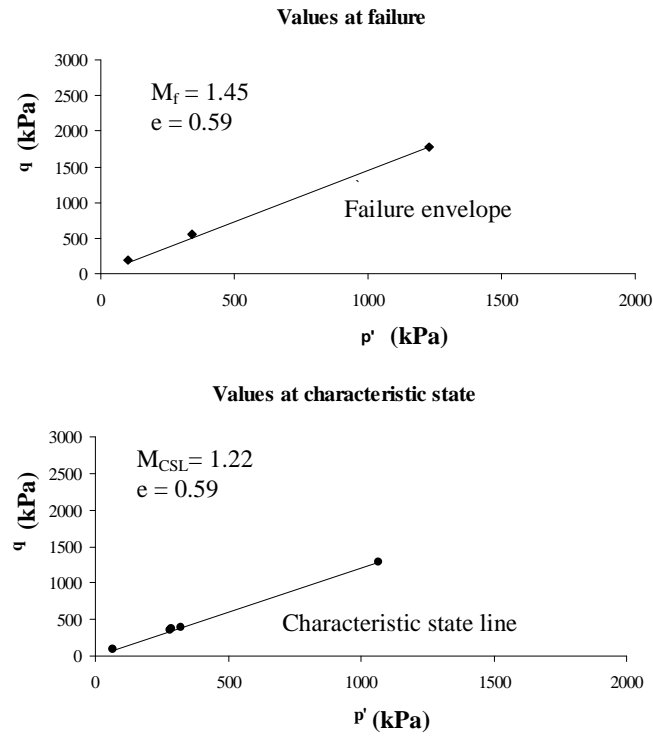 Values at failure
3000
2500
2000
1500
1000
500
0
q (kPa)
M_f = 1.45
e = 0.59
Failure envelope
0 500 1000 1500 2000
p' (kPa)
Values at characteristic state
3000
2500
2000
1500
1000
500
0
q (kPa)
M_CSL= 1.22
e = 0.59
Characteristic state line
0 500 1000 1500 2000
p' (kPa)